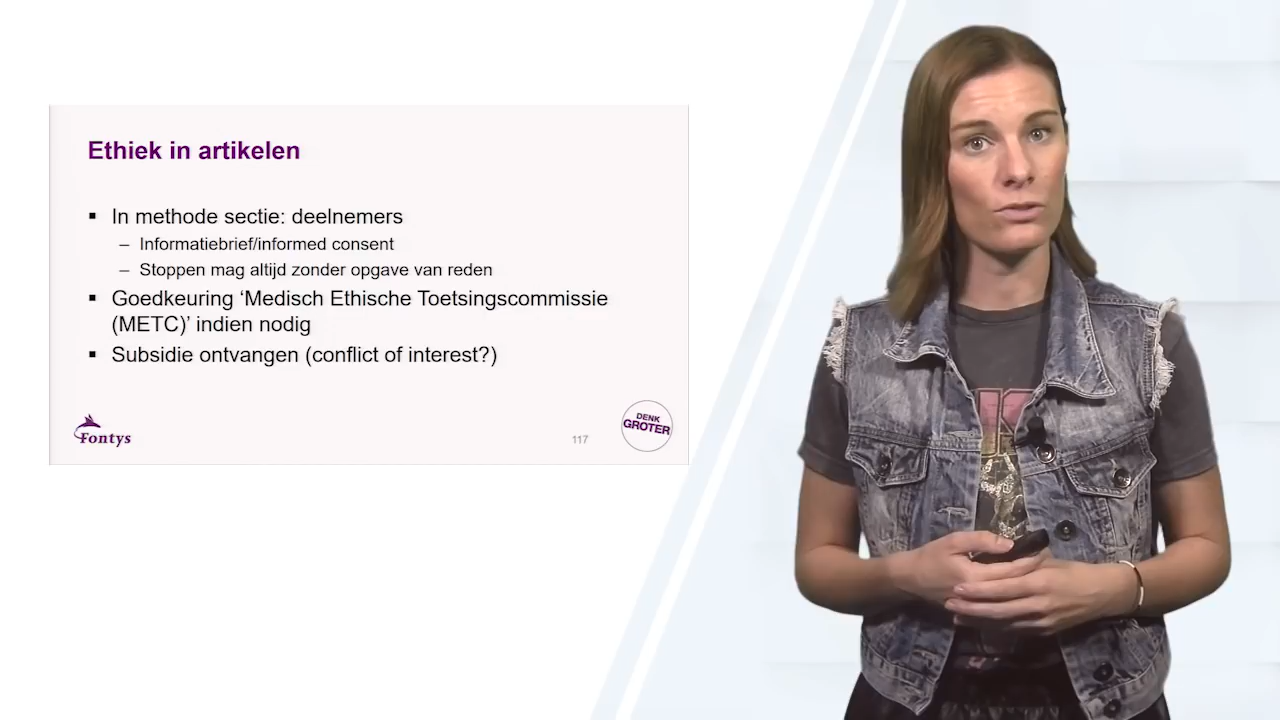 Ethiek in artikelen
▪ In methode sectie: deelnemers
– Informatiebrief/informed consent
– Stoppen mag altijd zonder opgave van reden
▪ Goedkeuring ‘Medisch Ethische Toetsingscommissie
(METC)’ indien nodig
▪ Subsidie ontvangen (conflict of interest?)
Fontys
117
DENK
GROTER